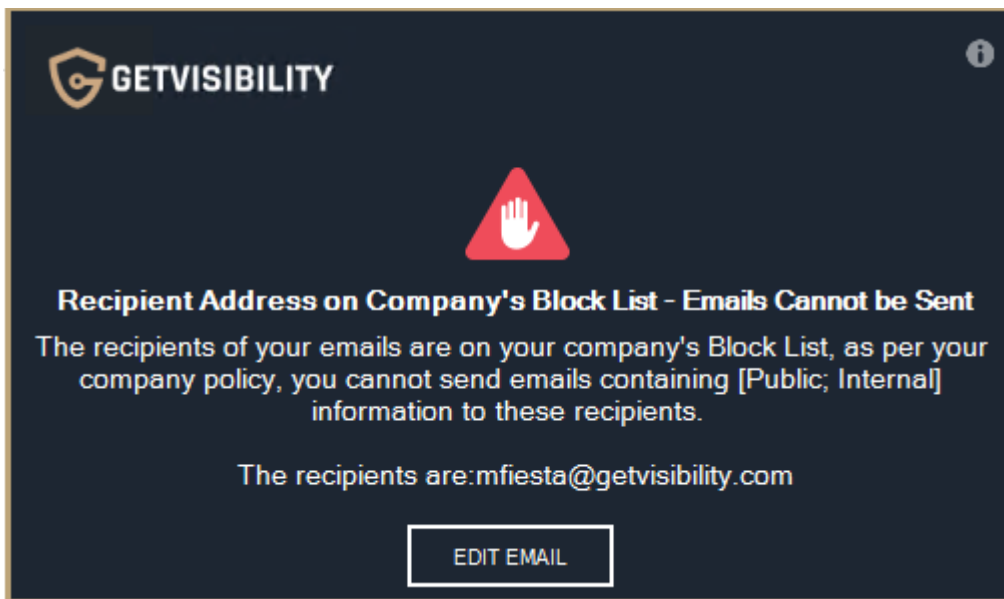 GETVISIBILITY
Recipient Address on Company's Block List - Emails Cannot be Sent
The recipients of your emails are on your company's Block List, as per your
company policy, you cannot send emails containing [Public; Internal]
information to these recipients.
The recipients are:mfiesta@getvisibility.com
EDIT EMAIL